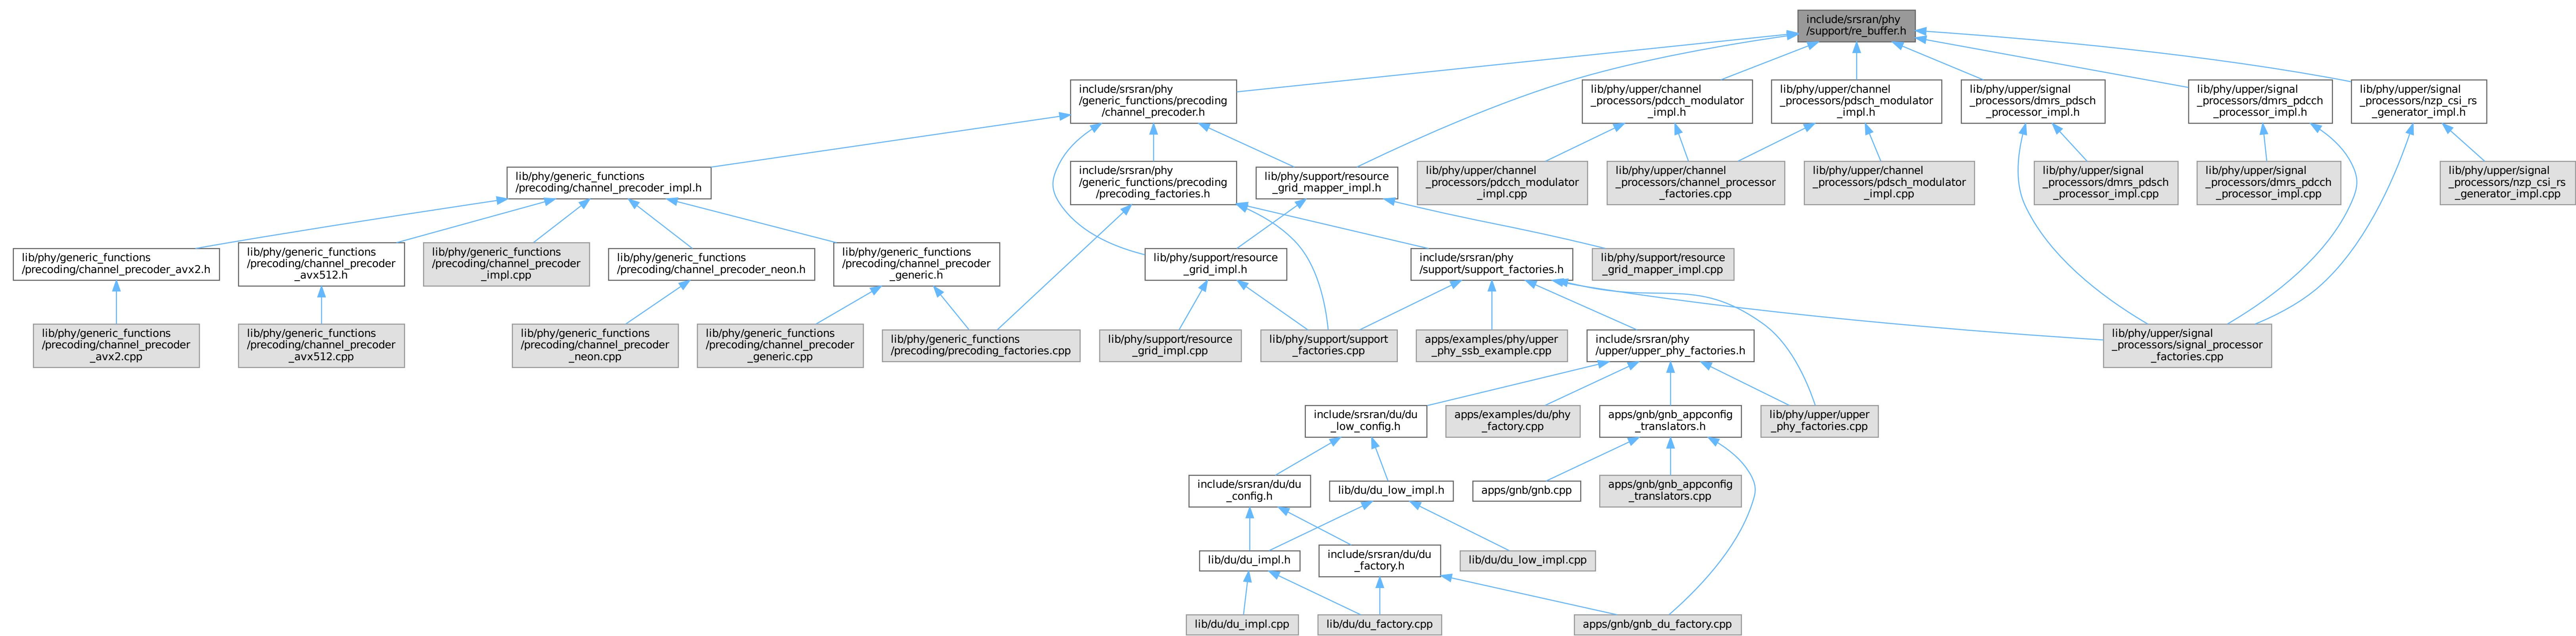 include/srsran/phy
/support/re_buffer.h
include/srsran/phy
/generic_functions/precoding
/channel_precoder.h
lib/phy/upper/channel
_processors/pdcch_modulator
_impl.h
lib/phy/upper/channel
_processors/pdsch_modulator
_impl.h
lib/phy/upper/signal
_processors/dmrs_pdsch
_processor_impl.h
lib/phy/upper/signal
_processors/dmrs_pdcch
_processor_impl.h
lib/phy/upper/signal
_processors/nzp_csi_rs
_generator_impl.h
lib/phy/generic_functions
/precoding/channel_precoder_impl.h
include/srsran/phy
/generic_functions/precoding
/precoding_factories.h
lib/phy/support/resource
_grid_mapper_impl.h
lib/phy/upper/channel
_processors/pdcch_modulator
_impl.cpp
lib/phy/upper/channel
_processors/channel_processor
_factories.cpp
lib/phy/upper/channel
_processors/pdsch_modulator
_impl.cpp
lib/phy/upper/signal
_processors/dmrs_pdsch
_processor_impl.cpp
lib/phy/upper/signal
_processors/dmrs_pdcch
_processor_impl.cpp
lib/phy/upper/signal
_processors/nzp_csi_rs
_generator_impl.cpp
lib/phy/generic_functions
/precoding/channel_precoder_avx2.h
lib/phy/generic_functions
/precoding/channel_precoder
_avx512.h
lib/phy/generic_functions
/precoding/channel_precoder
_impl.cpp
lib/phy/generic_functions
/precoding/channel_precoder_neon.h
lib/phy/generic_functions
/precoding/channel_precoder
_generic.h
lib/phy/support/resource
_grid_impl.h
include/srsran/phy
/support/support_factories.h
lib/phy/support/resource
_grid_mapper_impl.cpp
lib/phy/generic_functions
/precoding/channel_precoder
_avx2.cpp
lib/phy/generic_functions
/precoding/channel_precoder
_avx512.cpp
lib/phy/generic_functions
/precoding/channel_precoder
_neon.cpp
lib/phy/generic_functions
/precoding/channel_precoder
_generic.cpp
lib/phy/generic_functions
/precoding/precoding_factories.cpp
lib/phy/support/resource
_grid_impl.cpp
lib/phy/support/support
_factories.cpp
apps/examples/phy/upper
_phy_ssb_example.cpp
include/srsran/phy
/upper/upper_phy_factories.h
lib/phy/upper/signal
_processors/signal_processor
_factories.cpp
include/srsran/du/du
_low_config.h
apps/examples/du/phy
_factory.cpp
apps/gnb/gnb_appconfig
_translators.h
lib/phy/upper/upper
_phy_factories.cpp
include/srsran/du/du
_config.h
lib/du/du_low_impl.h
apps/gnb/gnb.cpp
apps/gnb/gnb_appconfig
_translators.cpp
lib/du/du_impl.h
include/srsran/du/du
_factory.h
lib/du/du_low_impl.cpp
lib/du/du_impl.cpp
lib/du/du_factory.cpp
apps/gnb/gnb_du_factory.cpp